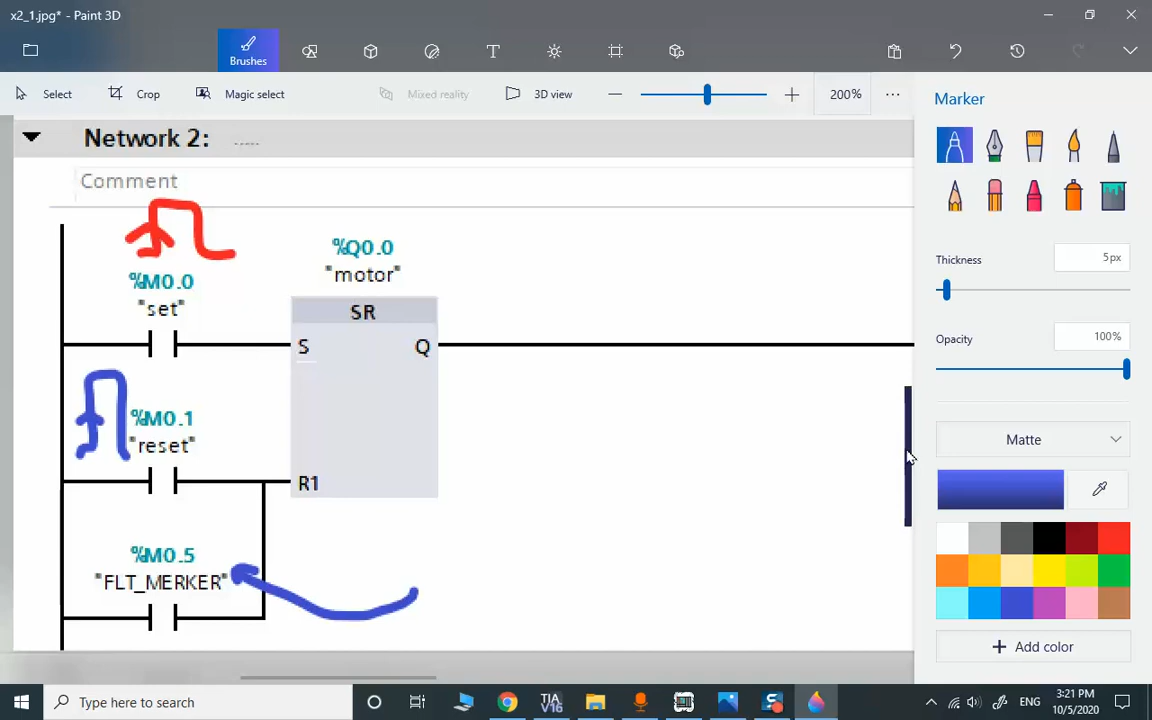 x2_1.jpg* - Paint 3D
Brushes
Select
Crop
Magic select
Mixed reality
3D view
200%
Marker
Network 2: .....
Comment
%M0.0
"set"
%Q0.0
"motor"
SR
S
Q
%M0.1
"reset"
R1
%M0.5
"FLT_MERKER"
Thickness
5px
Opacity
100%
Matte
Add color
Type here to search
TIA
V16
ENG
3:21 PM
10/5/2020